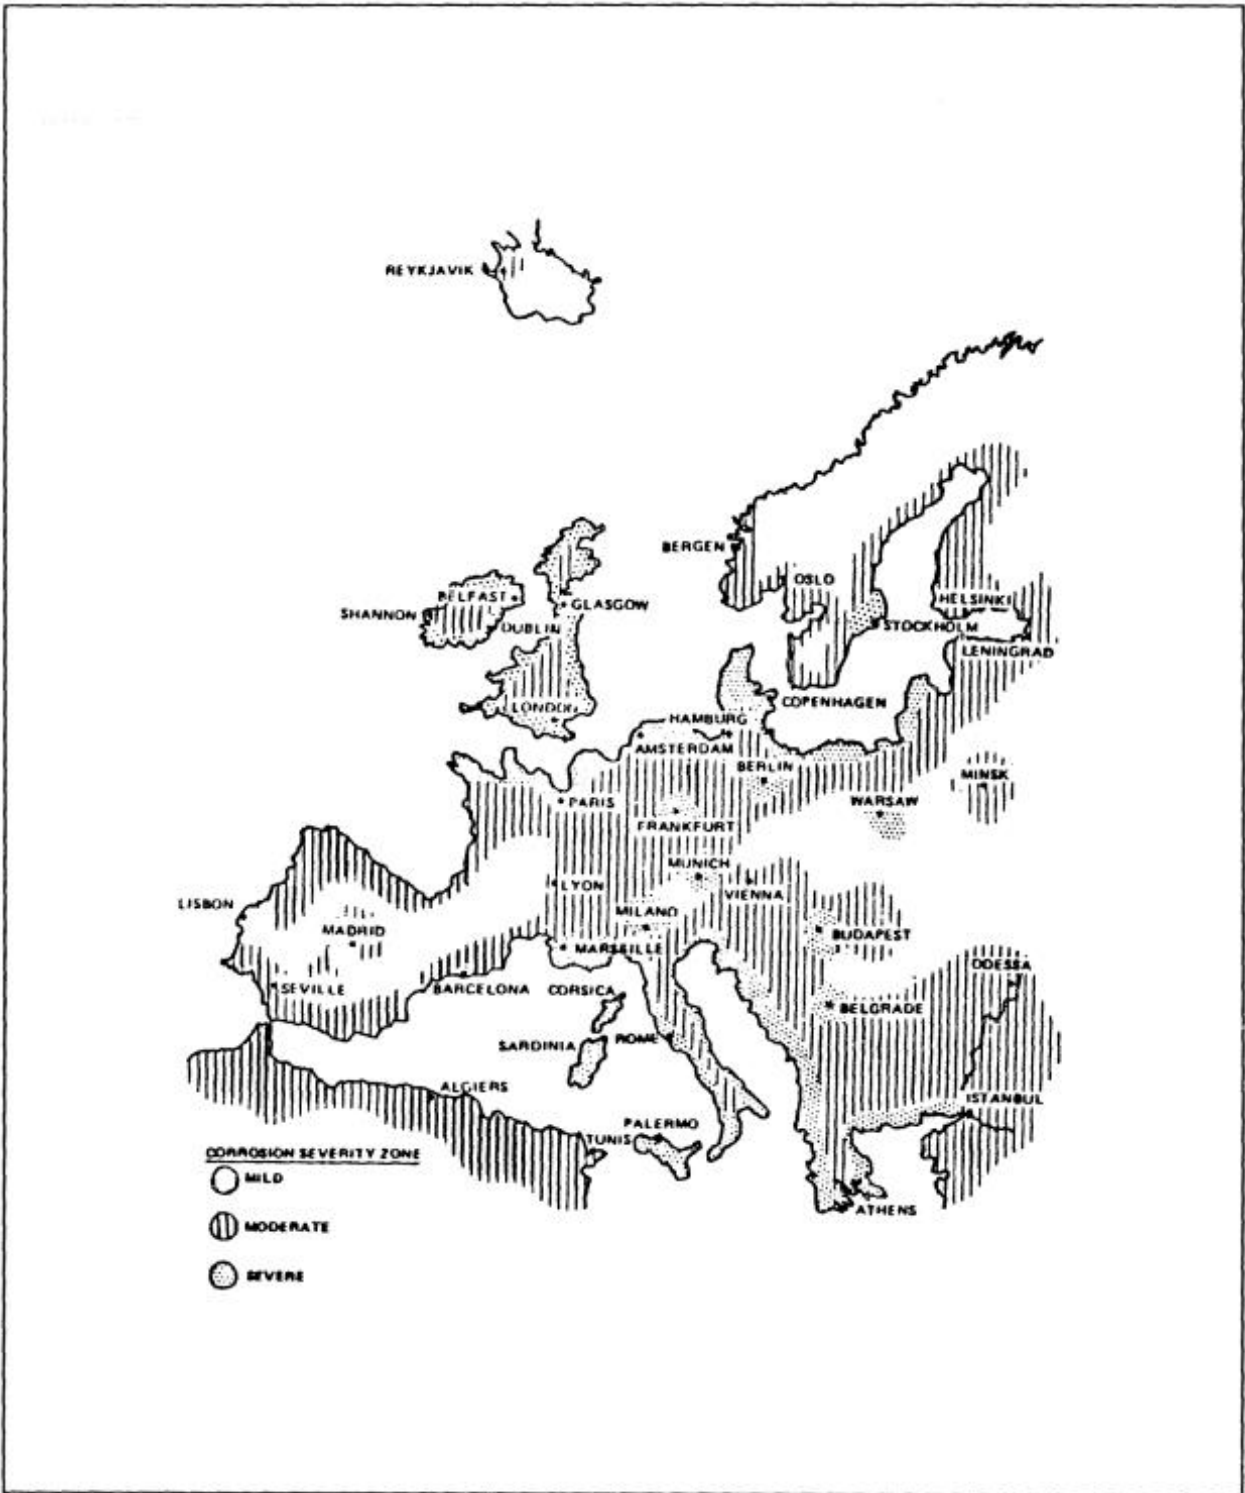 REYKJAVIK
BERGEN
OSLO
HELSINKI
BELFAST
GLASGOW
SHANNON
DUBLIN
STOCKHOLM
LENINGRAD
LONDON
COPENHAGEN
HAMBURG
AMSTERDAM
BERLIN
MINSK
PARIS
WARSAW
FRANKFURT
MUNICH
LYON
VIENNA
LISBON
MILANO
MADRID
BUDAPEST
MARSEILLE
ODESSA
SEVILLE
BARCELONA
CORSICA
BELGRADE
SARDINIA
ROME
ALGIERS
ISTANBUL
PALERMO
TUNIS
CORROSION SEVERITY ZONE
MILD
ATHENS
MODERATE
SEVERE